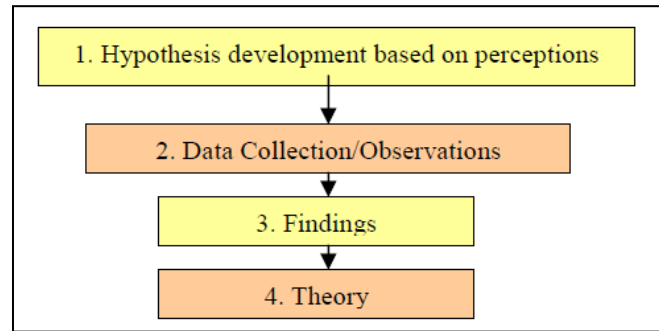 1. Hypothesis development based on perceptions
2. Data Collection/Observations
3. Findings
4. Theory